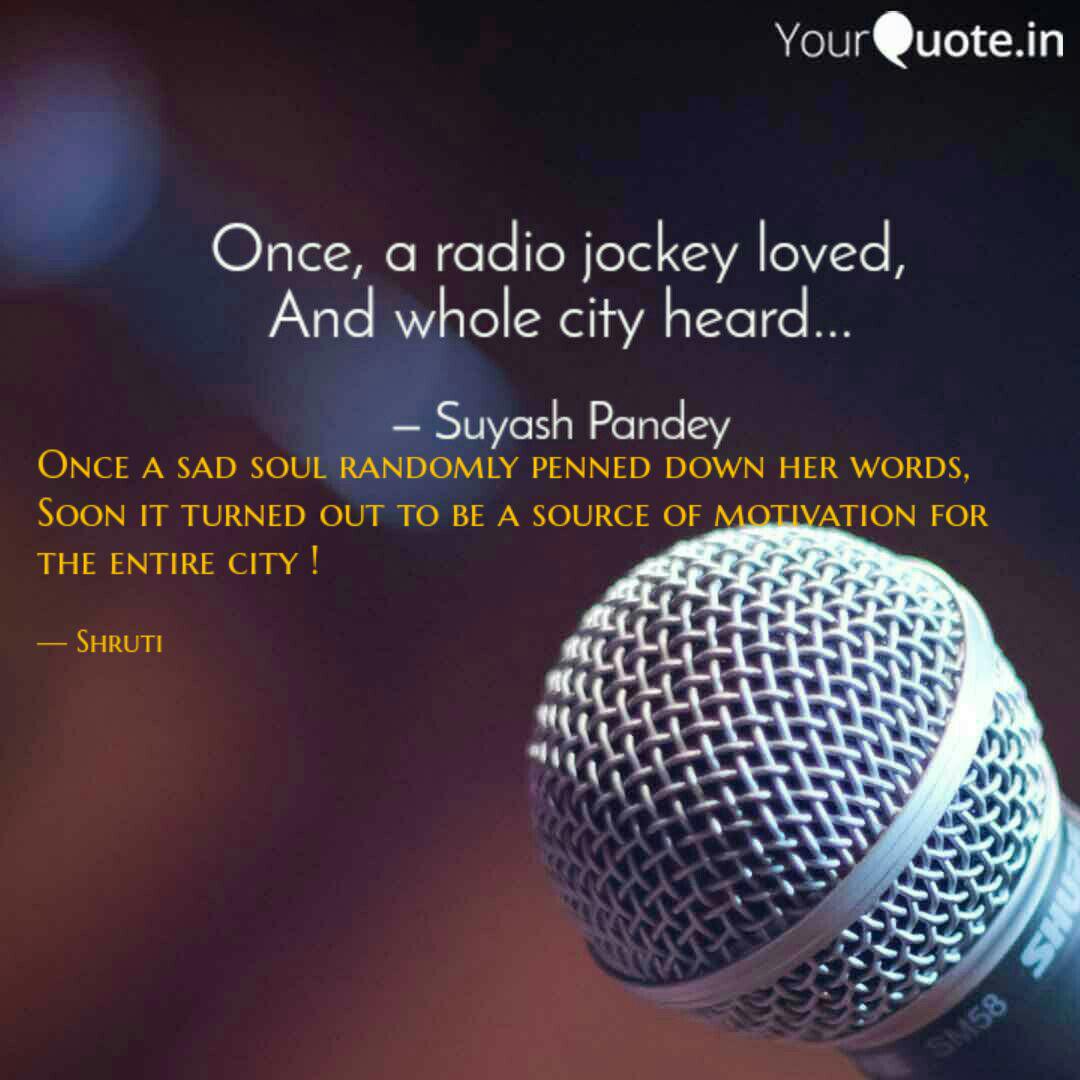 YourQuote.in
Once, a radio jockey loved,
And whole city heard...
– Suyash Pandey
Once a sad soul randomly penned down her words,
Soon it turned out to be a source of motivation for
the entire city !
— Shruti
SM58